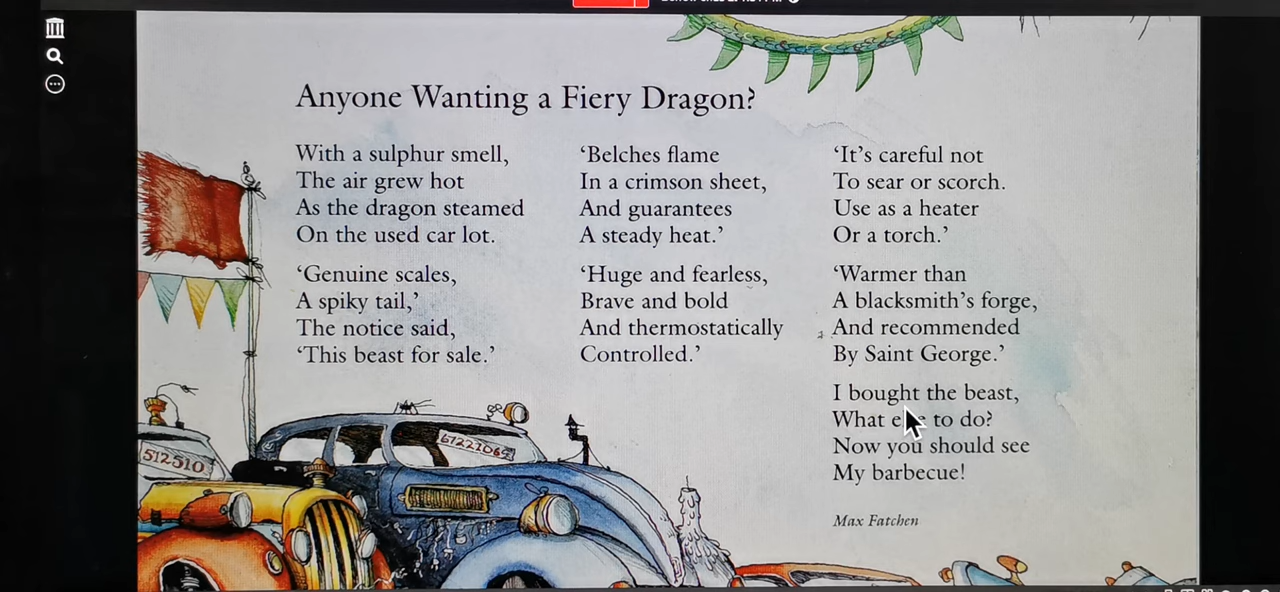 Anyone Wanting a Fiery Dragon?
With a sulphur smell,
The air grew hot
As the dragon steamed
On the used car lot.
‘Genuine scales,
A spiky tail,’
The notice said,
‘This beast for sale.’
‘Belches flame
In a crimson sheet,
And guarantees
A steady heat.’
‘Huge and fearless,
Brave and bold
And thermostatically
Controlled.’
‘It’s careful not
To sear or scorch.
Use as a heater
Or a torch.’
‘Warmer than
A blacksmith’s forge,
And recommended
By Saint George.’
I bought the beast,
What to do?
Now you should see
My barbecue!
Max Fatchen
512510